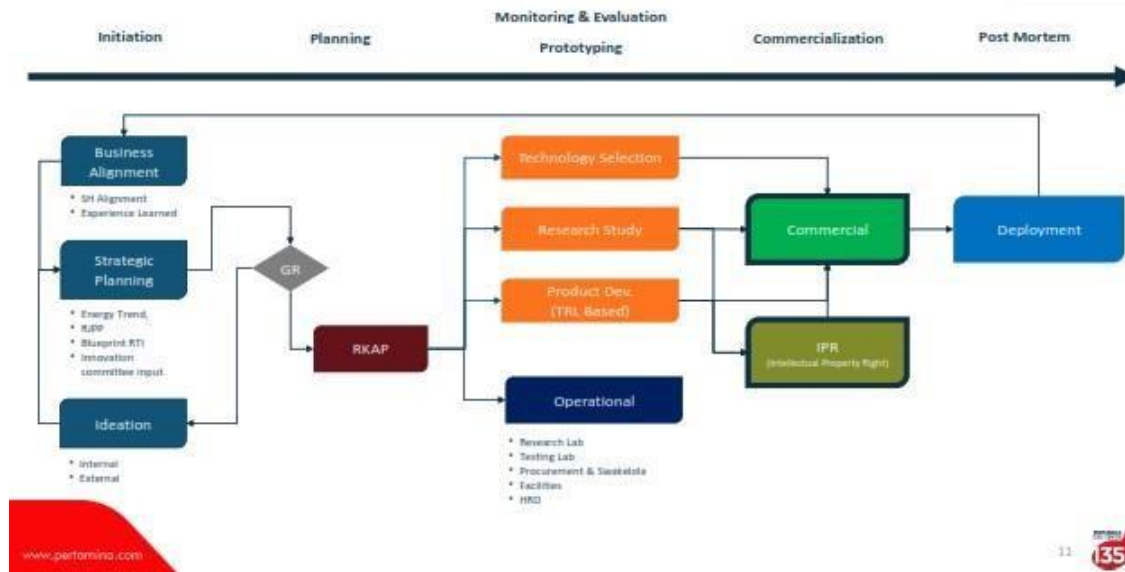 Initiation
Planning
Monitoring & Evaluation
Prototyping
Commercialization
Post Mortem
Business
Alignment
• SH Alignment
• Experience Learned
Strategic
Planning
• Energy Trend,
• RJPP
• Blueprint RTI
• Innovation
committee input
Ideation
• Internal
• External
GR
RKAP
Technology Selection
Research Study
Product Dev.
(TRL Based)
Operational
• Research Lab
• Testing Lab
• Procurement & Swakelola
• Facilities
• HRD
Commercial
IPR
(Intellectual Property Right)
Deployment
www.pertamina.com
11
135